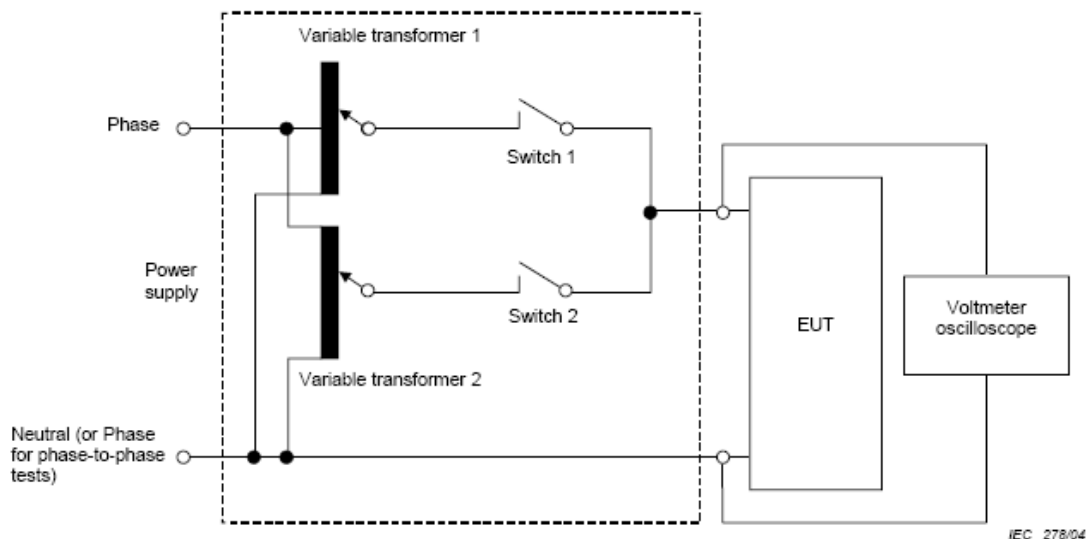 Variable transformer 1
Phase
Switch 1
Power
supply
Switch 2
EUT
Voltmeter
oscilloscope
Variable transformer 2
Neutral (or Phase
for phase-to-phase
tests)
IEC 278/04